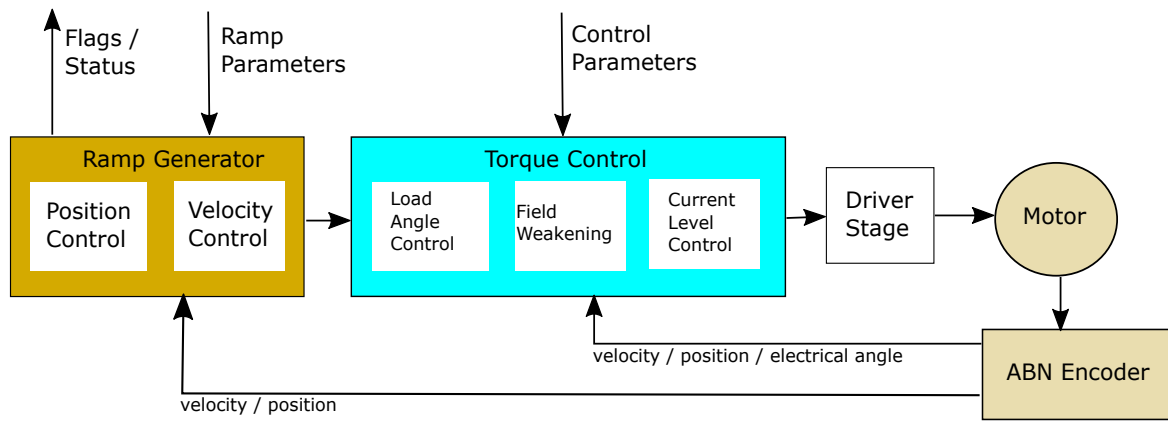 Flags /
Status
Ramp
Parameters
Control
Parameters
Ramp Generator
Position
Control
Velocity
Control
Torque Control
Load
Angle
Control
Field
Weakening
Current
Level
Control
Driver
Stage
Motor
velocity / position / electrical angle
ABN Encoder
velocity / position